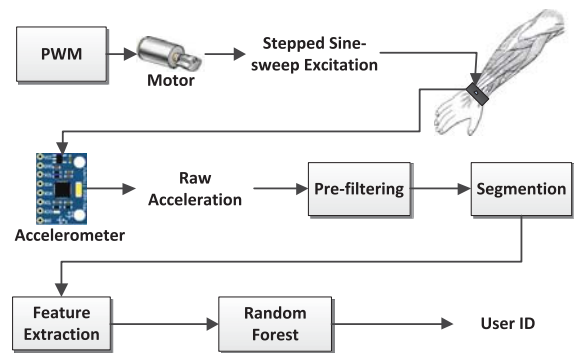 PWM
Motor
Stepped Sine-
sweep Excitation
Accelerometer
Raw
Acceleration
Pre-filtering
Segmention
Feature
Extraction
Random
Forest
User ID